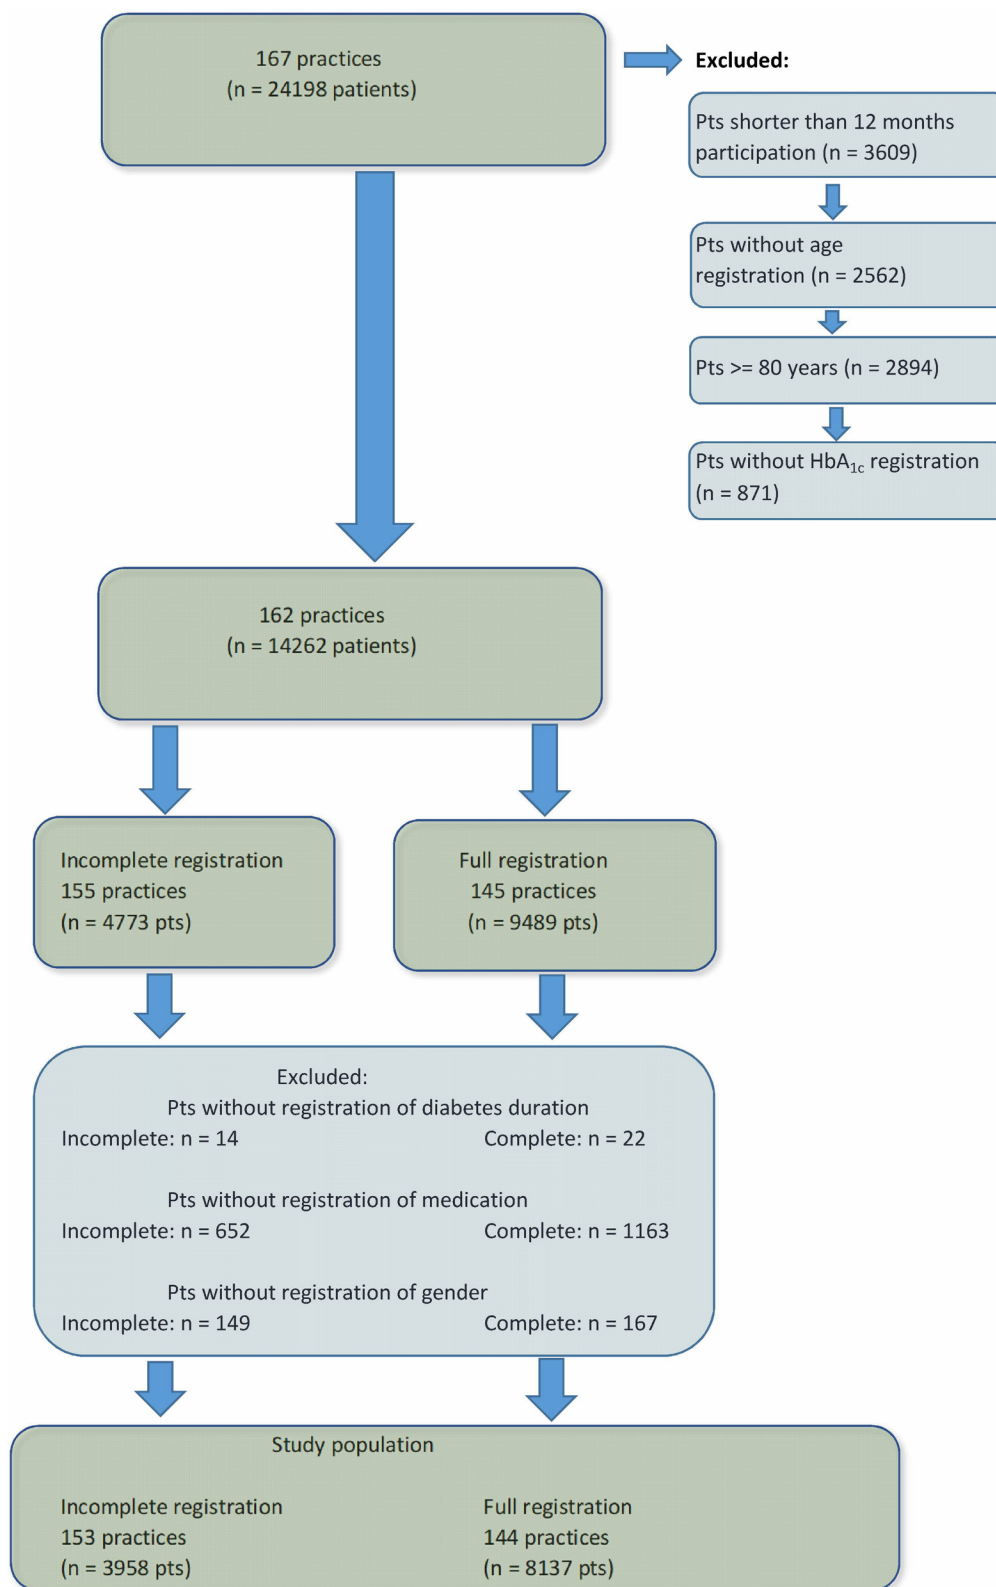 167 practices
(n = 24198 patients)
Excluded:
Pts shorter than 12 months
participation (n = 3609)
Pts without age
registration (n = 2562)
Pts >= 80 years (n = 2894)
Pts without HbA1c registration
(n = 871)
162 practices
(n = 14262 patients)
Incomplete registration
155 practices
(n = 4773 pts)
Full registration
145 practices
(n = 9489 pts)
Excluded:
Pts without registration of diabetes duration
Incomplete: n = 14 Complete: n = 22
Pts without registration of medication
Incomplete: n = 652 Complete: n = 1163
Pts without registration of gender
Incomplete: n = 149 Complete: n = 167
Study population
Incomplete registration
153 practices
(n = 3958 pts)
Full registration
144 practices
(n = 8137 pts)